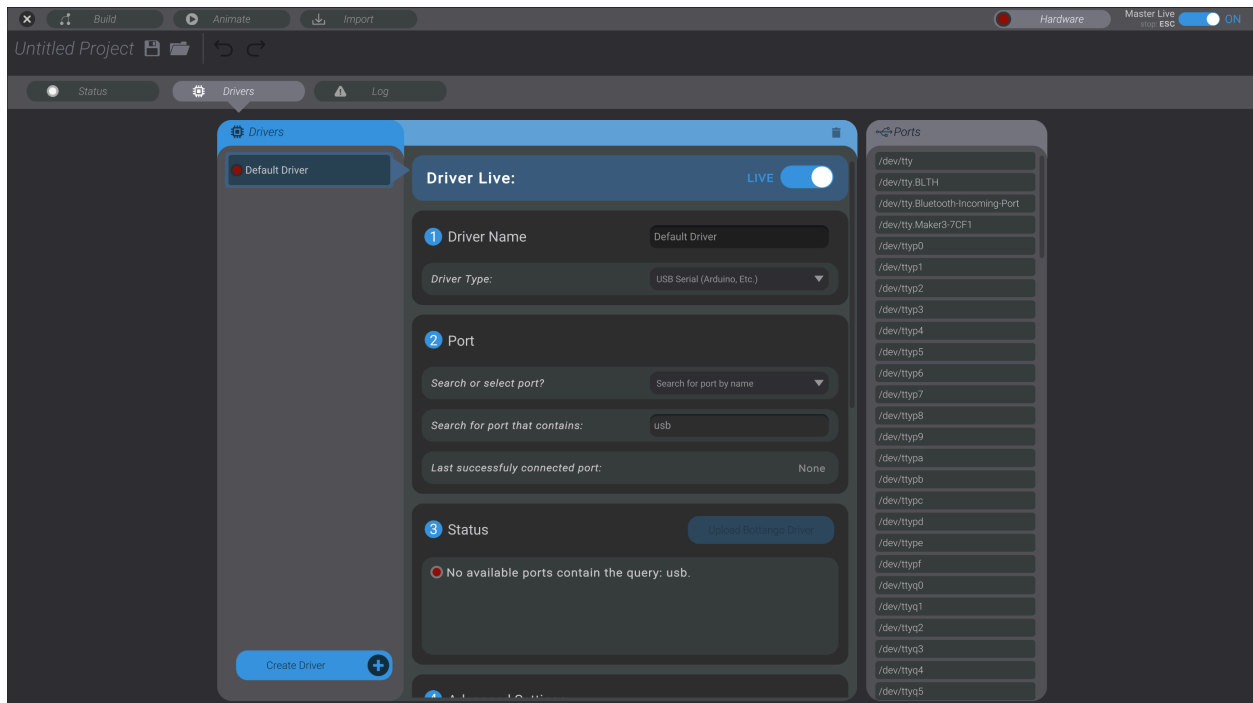 Build
Animate
Import
Hardware
Master Live
stop ESC
ON
Untitled Project
Status
Drivers
Log
Drivers
Default Driver
Create Driver
Driver Live:
LIVE
1 Driver Name
Default Driver
Driver Type:
USB Serial (Arduino, Etc.)
2 Port
Search or select port?
Search for port by name
Search for port that contains:
usb
Last successfuly connected port:
None
3 Status
Upload Bottango Driver
No available ports contain the query: usb.
Ports
/dev/tty
/dev/tty.BLTH
/dev/tty.Bluetooth-Incoming-Port
/dev/tty.Maker3-7CF1
/dev/ttyp0
/dev/ttyp1
/dev/ttyp2
/dev/ttyp3
/dev/ttyp4
/dev/ttyp5
/dev/ttyp6
/dev/ttyp7
/dev/ttyp8
/dev/ttyp9
/dev/ttypa
/dev/ttypb
/dev/ttypc
/dev/ttypd
/dev/ttype
/dev/ttypf
/dev/ttyq0
/dev/ttyq1
/dev/ttyq2
/dev/ttyq3
/dev/ttyq4
/dev/ttyq5